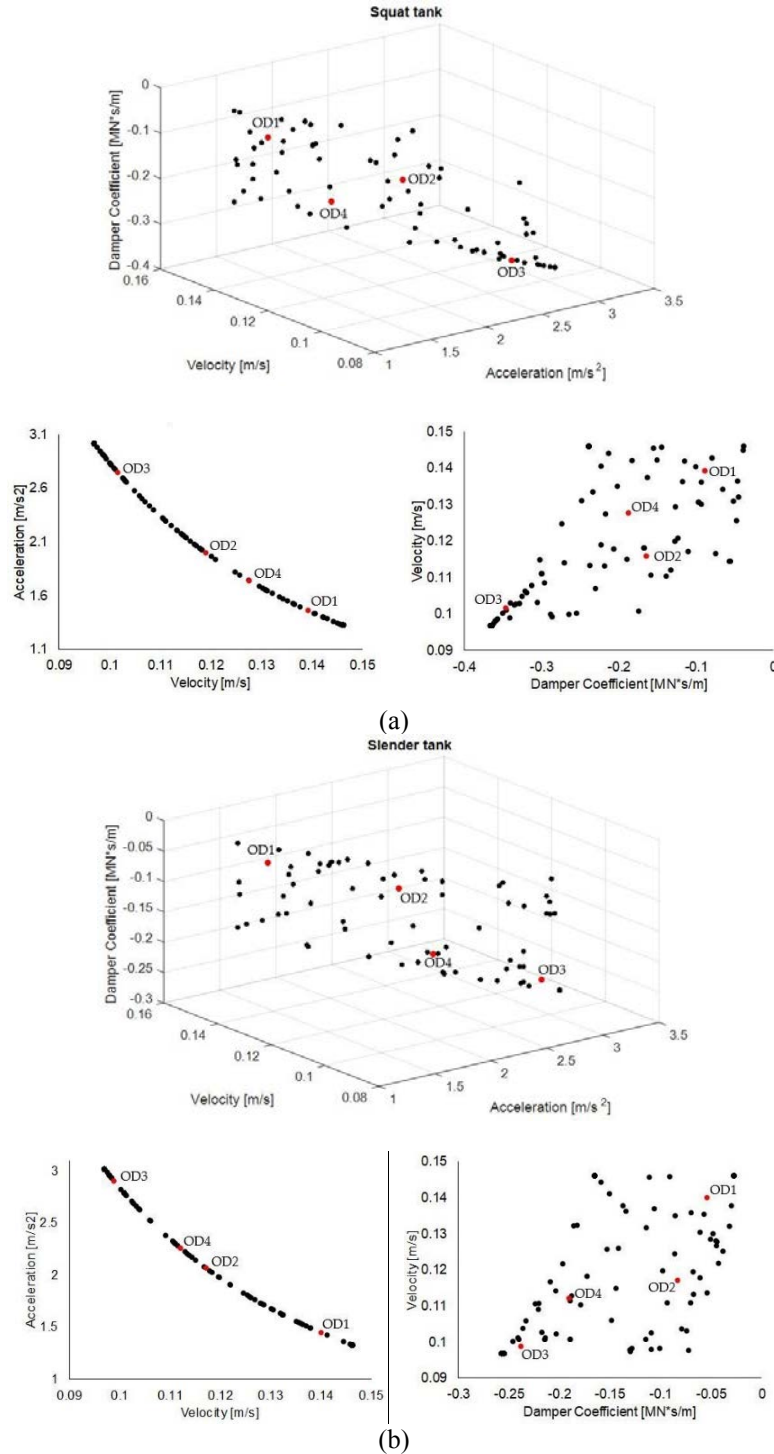 Squat tank
Damper Coefficient [MN*s/m]
0
-0.1
-0.2
-0.3
-0.4
0.16
0.14
0.12
0.1
0.08
Velocity [m/s]
1
1.5
2
2.5
3
3.5
Acceleration [m/s2]
OD1
OD2
OD4
OD3
Acceleration [m/s2]
3.1
2.6
2.1
1.6
1.1
0.09
0.1
0.11
0.12
0.13
0.14
0.15
Velocity [m/s]
OD3
OD2
OD4
OD1
Velocity [m/s]
0.15
0.14
0.13
0.12
0.11
0.1
0.09
-0.4
-0.3
-0.2
-0.1
0
Damper Coefficient [MN*s/m]
OD1
OD4
OD2
OD3
(a)
Slender tank
Damper Coefficient [MN*s/m]
0
-0.05
-0.1
-0.15
-0.2
-0.25
-0.3
0.16
0.14
0.12
0.1
0.08
Velocity [m/s]
1
1.5
2
2.5
3
3.5
Acceleration [m/s2]
OD1
OD2
OD4
OD3
Acceleration [m/s2]
3
2.5
2
1.5
1
0.09
0.1
0.11
0.12
0.13
0.14
0.15
Velocity [m/s]
OD3
OD4
OD2
OD1
Velocity [m/s]
0.15
0.14
0.13
0.12
0.11
0.1
0.09
-0.3
-0.25
-0.2
-0.15
-0.1
-0.05
0
Damper Coefficient [MN*s/m]
OD1
OD2
OD4
OD3
(b)